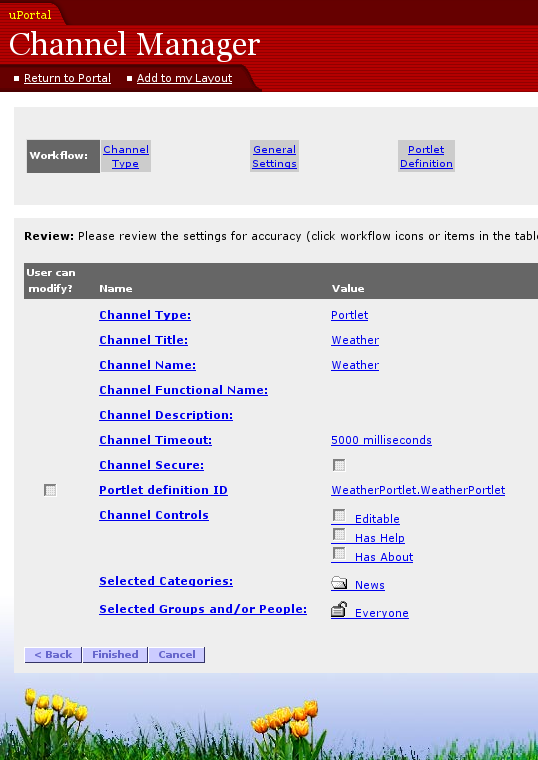 uPortal
Channel Manager
Return to Portal Add to my Layout
Workflow: Channel Type General Settings Portlet Definition
Review: Please review the settings for accuracy (click workflow icons or items in the
User can modify? Name Value
Channel Type: Portlet
Channel Title: Weather
Channel Name: Weather
Channel Functional Name:
Channel Description:
Channel Timeout: 5000 milliseconds
Channel Secure:
Portlet definition ID WeatherPortlet.WeatherPortlet
Channel Controls Editable
Has Help
Has About
Selected Categories: News
Selected Groups and/or People: Everyone
< Back Finished Cancel